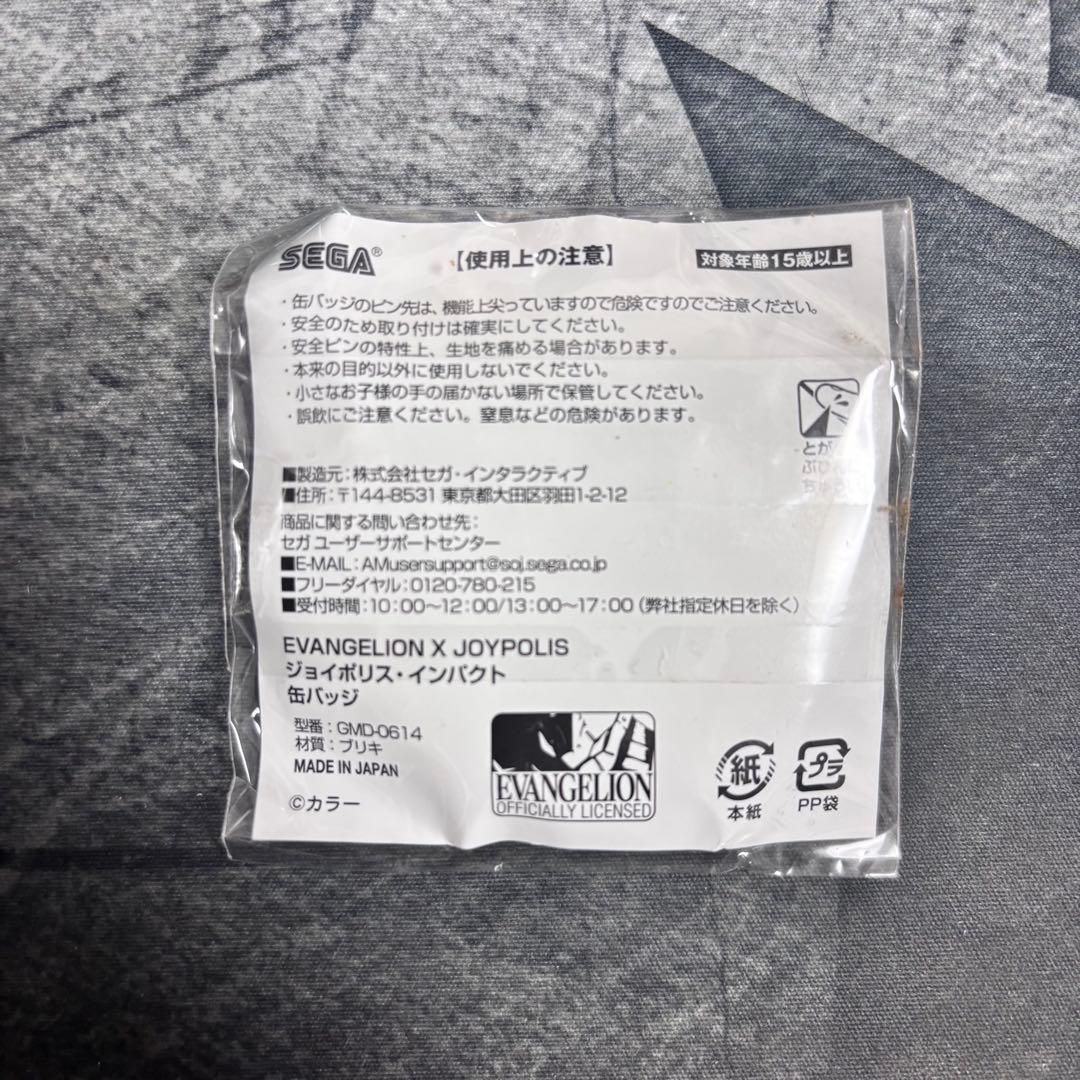 SEGA®
【使用上の注意】
対象年齢15歳以上
・缶バッジのピン先は、機能上尖っていますので危険ですのでご注意ください。
・安全のため取り付けは確実にしてください。
・安全ピンの特性上、生地を痛める場合があります。
・本来の目的以外に使用しないでください。
・小さなお子様の手の届かない場所で保管してください。
・誤飲にご注意ください。窒息などの危険があります。
とが
■製造元：株式会社セガ・インタラクティブ
■住所：〒144-8531 東京都大田区羽田1-2-12
商品に関する問い合わせ先：
セガ ユーザーサポートセンター
■E-MAIL：AMusersupport@soj.sega.co.jp
■フリーダイヤル：0120-780-215
■受付時間：10：00～12：00/13：00～17：00（弊社指定休日を除く）
EVANGELION X JOYPOLIS
ジョイポリス・インパクト
缶バッジ
型番：GMD-0614
材質：ブリキ
MADE IN JAPAN
©カラー
EVANGELION
OFFICIALLY LICENSED
紙
本紙
プラ
PP袋